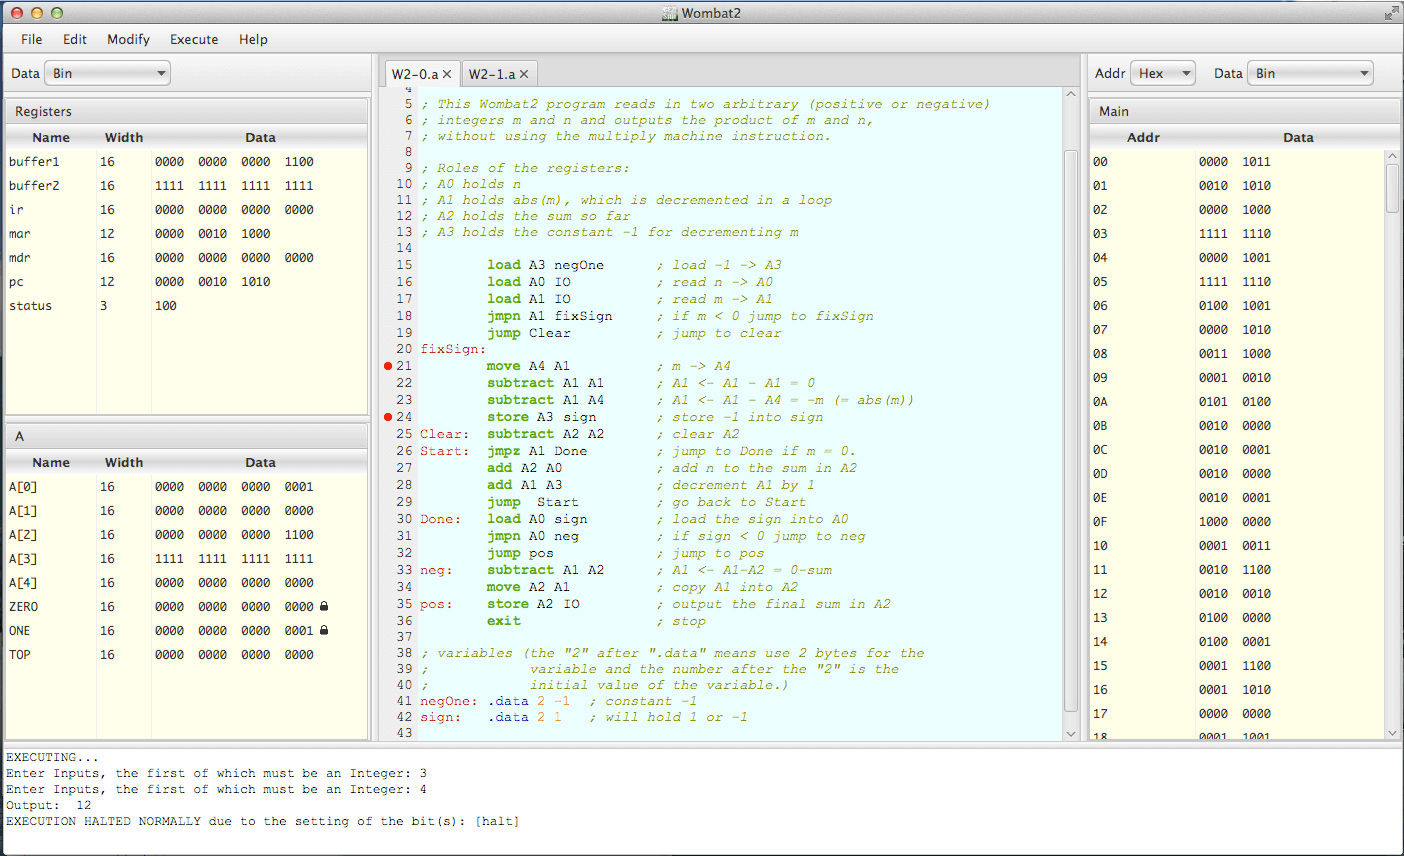 Wombat2
File Edit Modify Execute Help
Data Bin
Registers
Name Width Data
buffer1 16 0000 0000 0000 1100
buffer2 16 1111 1111 1111 1111
ir 16 0000 0000 0000 0000
mar 12 0000 0010 1000
mdr 16 0000 0000 0000 0000
pc 12 0000 0010 1010
status 3 100
A
Name Width Data
A[0] 16 0000 0000 0000 0001
A[1] 16 0000 0000 0000 0000
A[2] 16 0000 0000 0000 1100
A[3] 16 1111 1111 1111 1111
A[4] 16 0000 0000 0000 0000
ZERO 16 0000 0000 0000 0000
ONE 16 0000 0000 0000 0001
TOP 16 0000 0000 0000 0000
W2-0.a W2-1.a
4
5 ; This Wombat2 program reads in two arbitrary (positive or negative)
6 ; integers m and n and outputs the product of m and n,
7 ; without using the multiply machine instruction.
8
9 ; Roles of the registers:
10 ; A0 holds n
11 ; A1 holds abs(m), which is decremented in a loop
12 ; A2 holds the sum so far
13 ; A3 holds the constant -1 for decrementing m
14
15 load A3 negOne ; load -1 -> A3
16 load A0 IO ; read n -> A0
17 load A1 IO ; read m -> A1
18 jmpn A1 fixSign ; if m < 0 jump to fixSign
19 jump Clear ; jump to clear
20 fixSign:
21 move A4 A1 ; m -> A4
22 subtract A1 A1 ; A1 <- A1 - A1 = 0
23 subtract A1 A4 ; A1 <- A1 - A4 = -m (= abs(m))
24 store A3 sign ; store -1 into sign
25 Clear: subtract A2 A2 ; clear A2
26 Start: jmpz A1 Done ; jump to Done if m = 0.
27 add A2 A0 ; add n to the sum in A2
28 add A1 A3 ; decrement A1 by 1
29 jump Start ; go back to Start
30 Done: load A0 sign ; load the sign into A0
31 jmpn A0 neg ; if sign < 0 jump to neg
32 jump pos ; jump to pos
33 neg: subtract A1 A2 ; A1 <- A1-A2 = 0-sum
34 move A2 A1 ; copy A1 into A2
35 pos: store A2 IO ; output the final sum in A2
36 exit ; stop
37
38 ; variables (the "2" after ".data" means use 2 bytes for the
39 ; variable and the number after the "2" is the
40 ; initial value of the variable.)
41 negOne: .data 2 -1 ; constant -1
42 sign: .data 2 1 ; will hold 1 or -1
43
Addr Hex Data Bin
Main
Addr Data
00 0000 1011
01 0010 1010
02 0000 1000
03 1111 1110
04 0000 1001
05 1111 1110
06 0100 1001
07 0000 1010
08 0011 1000
09 0001 0010
0A 0101 0100
0B 0010 0000
0C 0010 0001
0D 0010 0000
0E 0010 0001
0F 1000 0000
10 0001 0011
11 0010 1100
12 0010 0010
13 0100 0000
14 0100 0001
15 0001 1100
16 0001 1010
17 0000 0000
18 0001 1001
EXECUTING...
Enter Inputs, the first of which must be an Integer: 3
Enter Inputs, the first of which must be an Integer: 4
Output: 12
EXECUTION HALTED NORMALLY due to the setting of the bit(s): [halt]